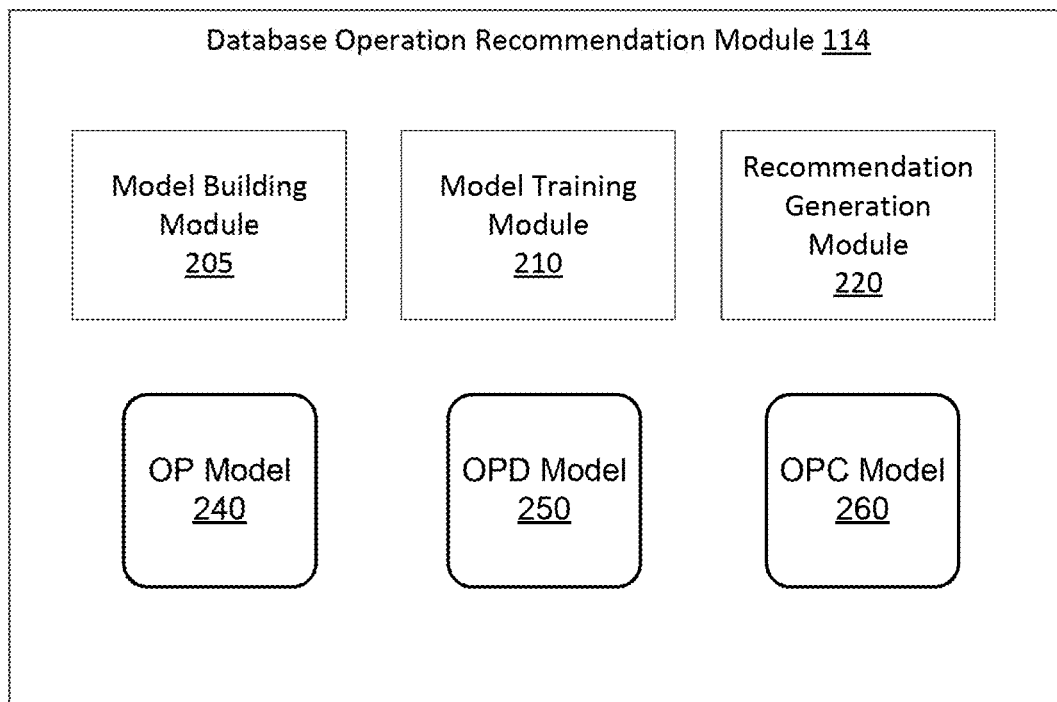 Database Operation Recommendation Module 114
Model Building
Module
205
Model Training
Module
210
Recommendation
Generation
Module
220
OP Model
240
OPD Model
250
OPC Model
260